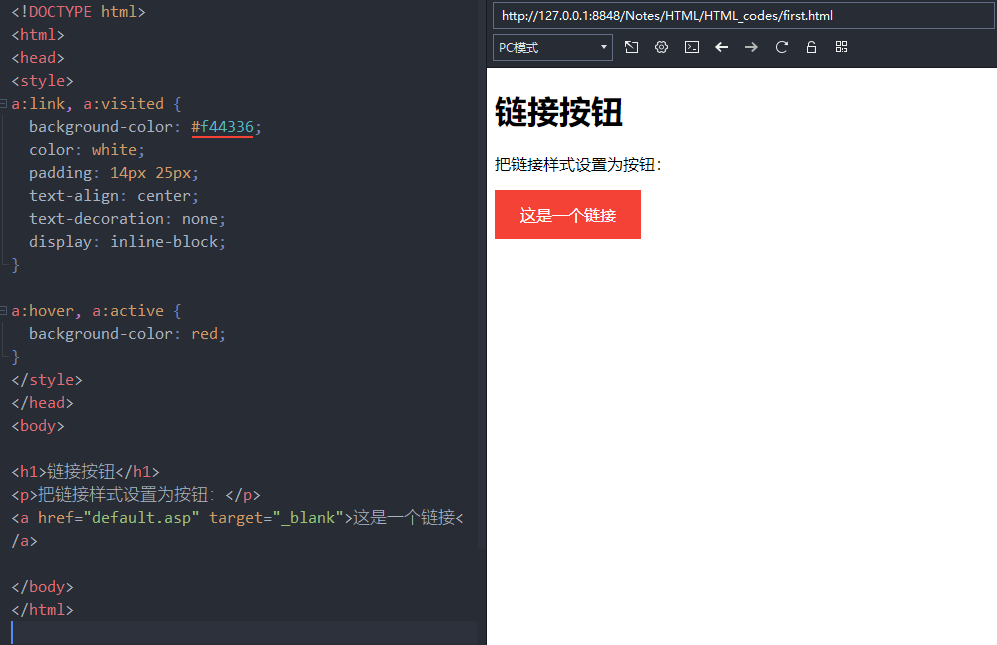 <!DOCTYPE html>
<html>
<head>
<style>
a:link, a:visited {
  background-color: #f44336;
  color: white;
  padding: 14px 25px;
  text-align: center;
  text-decoration: none;
  display: inline-block;
}
a:hover, a:active {
  background-color: red;
}
</style>
</head>
<body>
<h1>链接按钮</h1>
<p>把链接样式设置为按钮：</p>
<a href="default.asp" target="_blank">这是一个链接<
/a>
</body>
</html>
http://127.0.0.1:8848/Notes/HTML/HTML_codes/first.html
PC模式
链接按钮
把链接样式设置为按钮：
这是一个链接